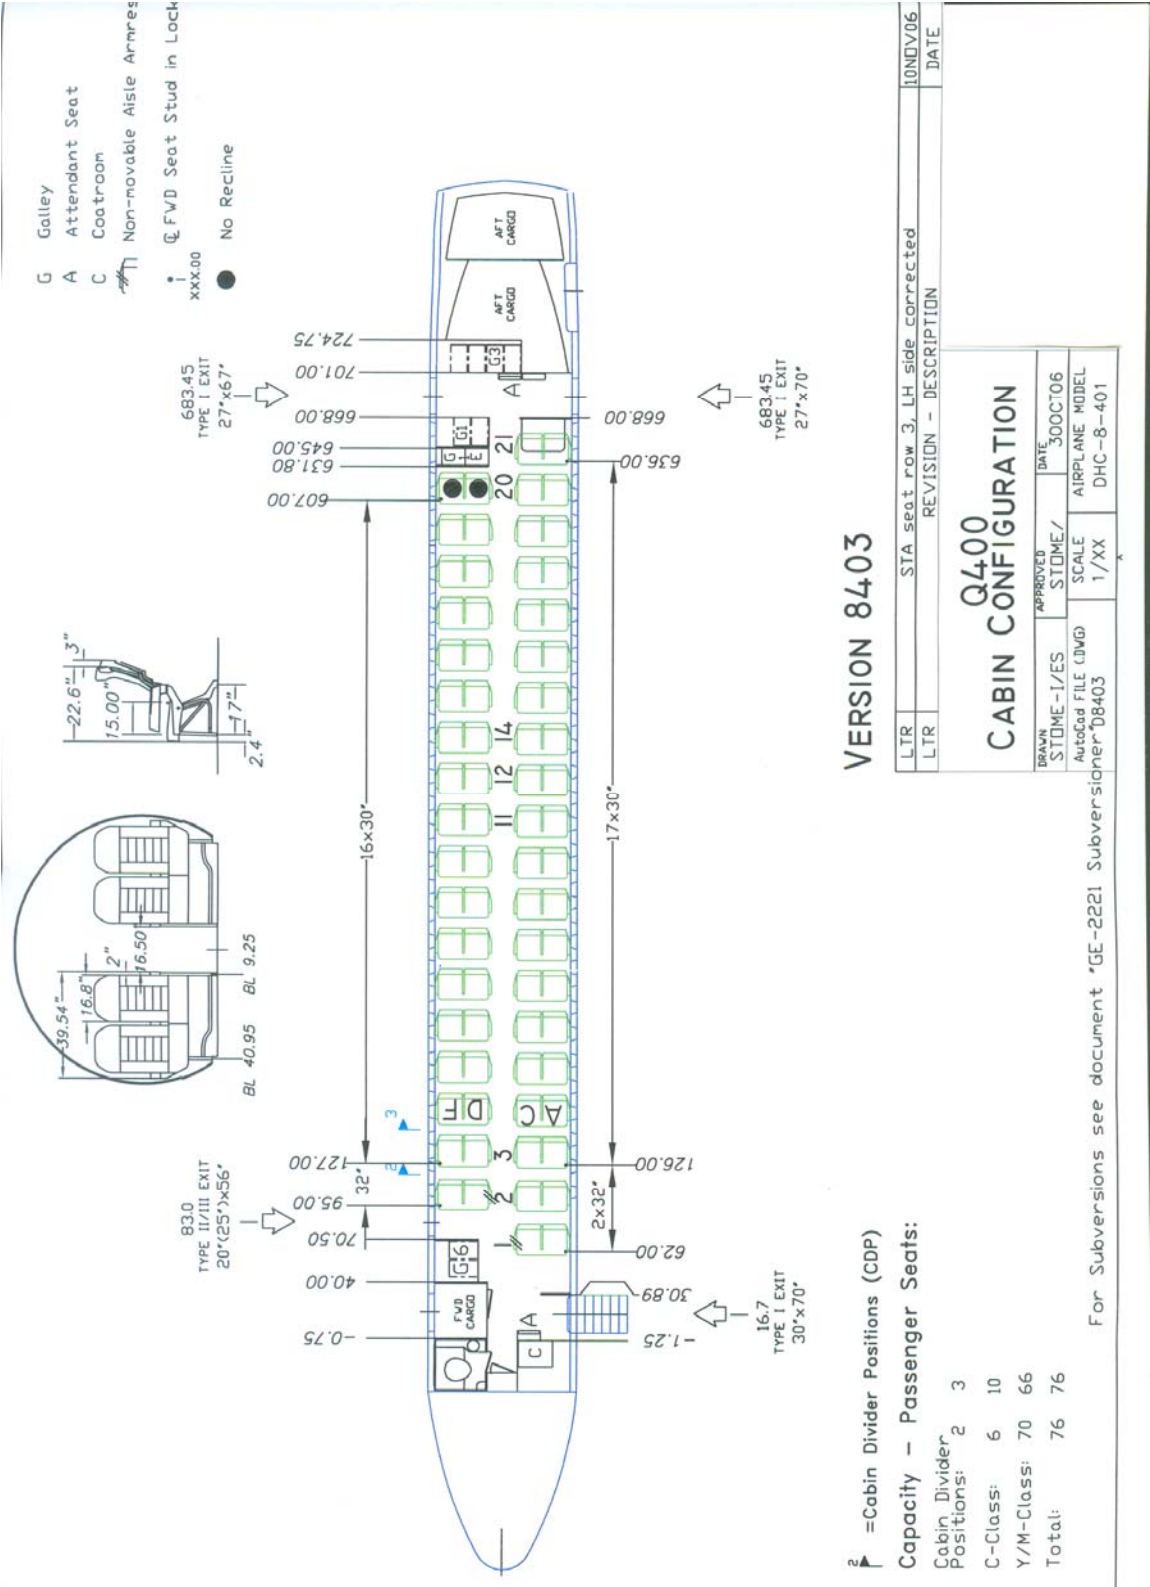 G Galley
A Attendant Seat
C Coatroom
Non-movable Aisle Armres
℄ FWD Seat Stud in Lock
XXX.00
No Recline
39.54"
16.8"
2"
16.50
BL 40.95
BL 9.25
22.6"
3"
15.00"
17"
2.4"
83.0
TYPE II/III EXIT
20"(25")x56"
683.45
TYPE I EXIT
27"x67"
-0.75
40.00
70.50
95.00
127.00
607.00
631.80
645.00
668.00
701.00
724.75
32"
16x30"
2
3
FWD
CARGO
G6
DF
G
E
G1
G3
AFT
CARGO
AFT
CARGO
1
2
3
11
12
14
20
21
A
A
C
AC
-1.25
30.89
62.00
126.00
636.00
668.00
2x32"
17x30"
16.7
TYPE I EXIT
30"x70"
683.45
TYPE I EXIT
27"x70"
2 =Cabin Divider Positions (CDP)
Capacity - Passenger Seats:
Cabin Divider
Positions: 2 3
C-Class: 6 10
Y/M-Class: 70 66
Total: 76 76
VERSION 8403
LTR STA seat row 3, LH side corrected 10NOV06
LTR REVISION - DESCRIPTION DATE
Q400
CABIN CONFIGURATION
DRAWN
STOME-I/ES
APPROVED
STOME/
DATE
30OCT06
AutoCad FILE (.DWG)
D8403
SCALE
1/XX
AIRPLANE MODEL
DHC-8-401
For Subversions see document "GE-2221 Subversioner"